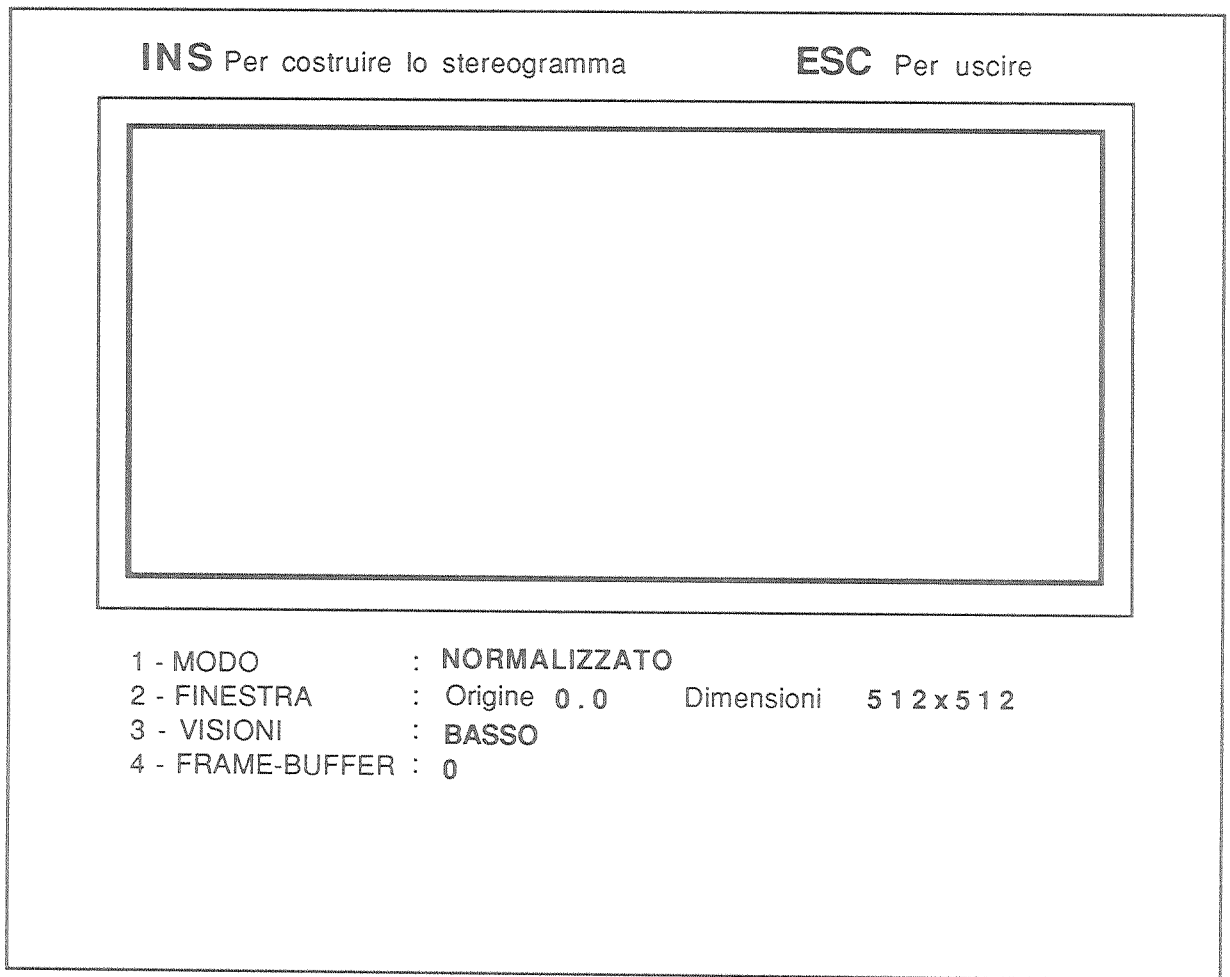 INS Per costruire lo stereogramma ESC Per uscire
1 - MODO : NORMALIZZATO
2 - FINESTRA : Origine 0.0 Dimensioni 512x512
3 - VISIONI : BASSO
4 - FRAME-BUFFER : 0